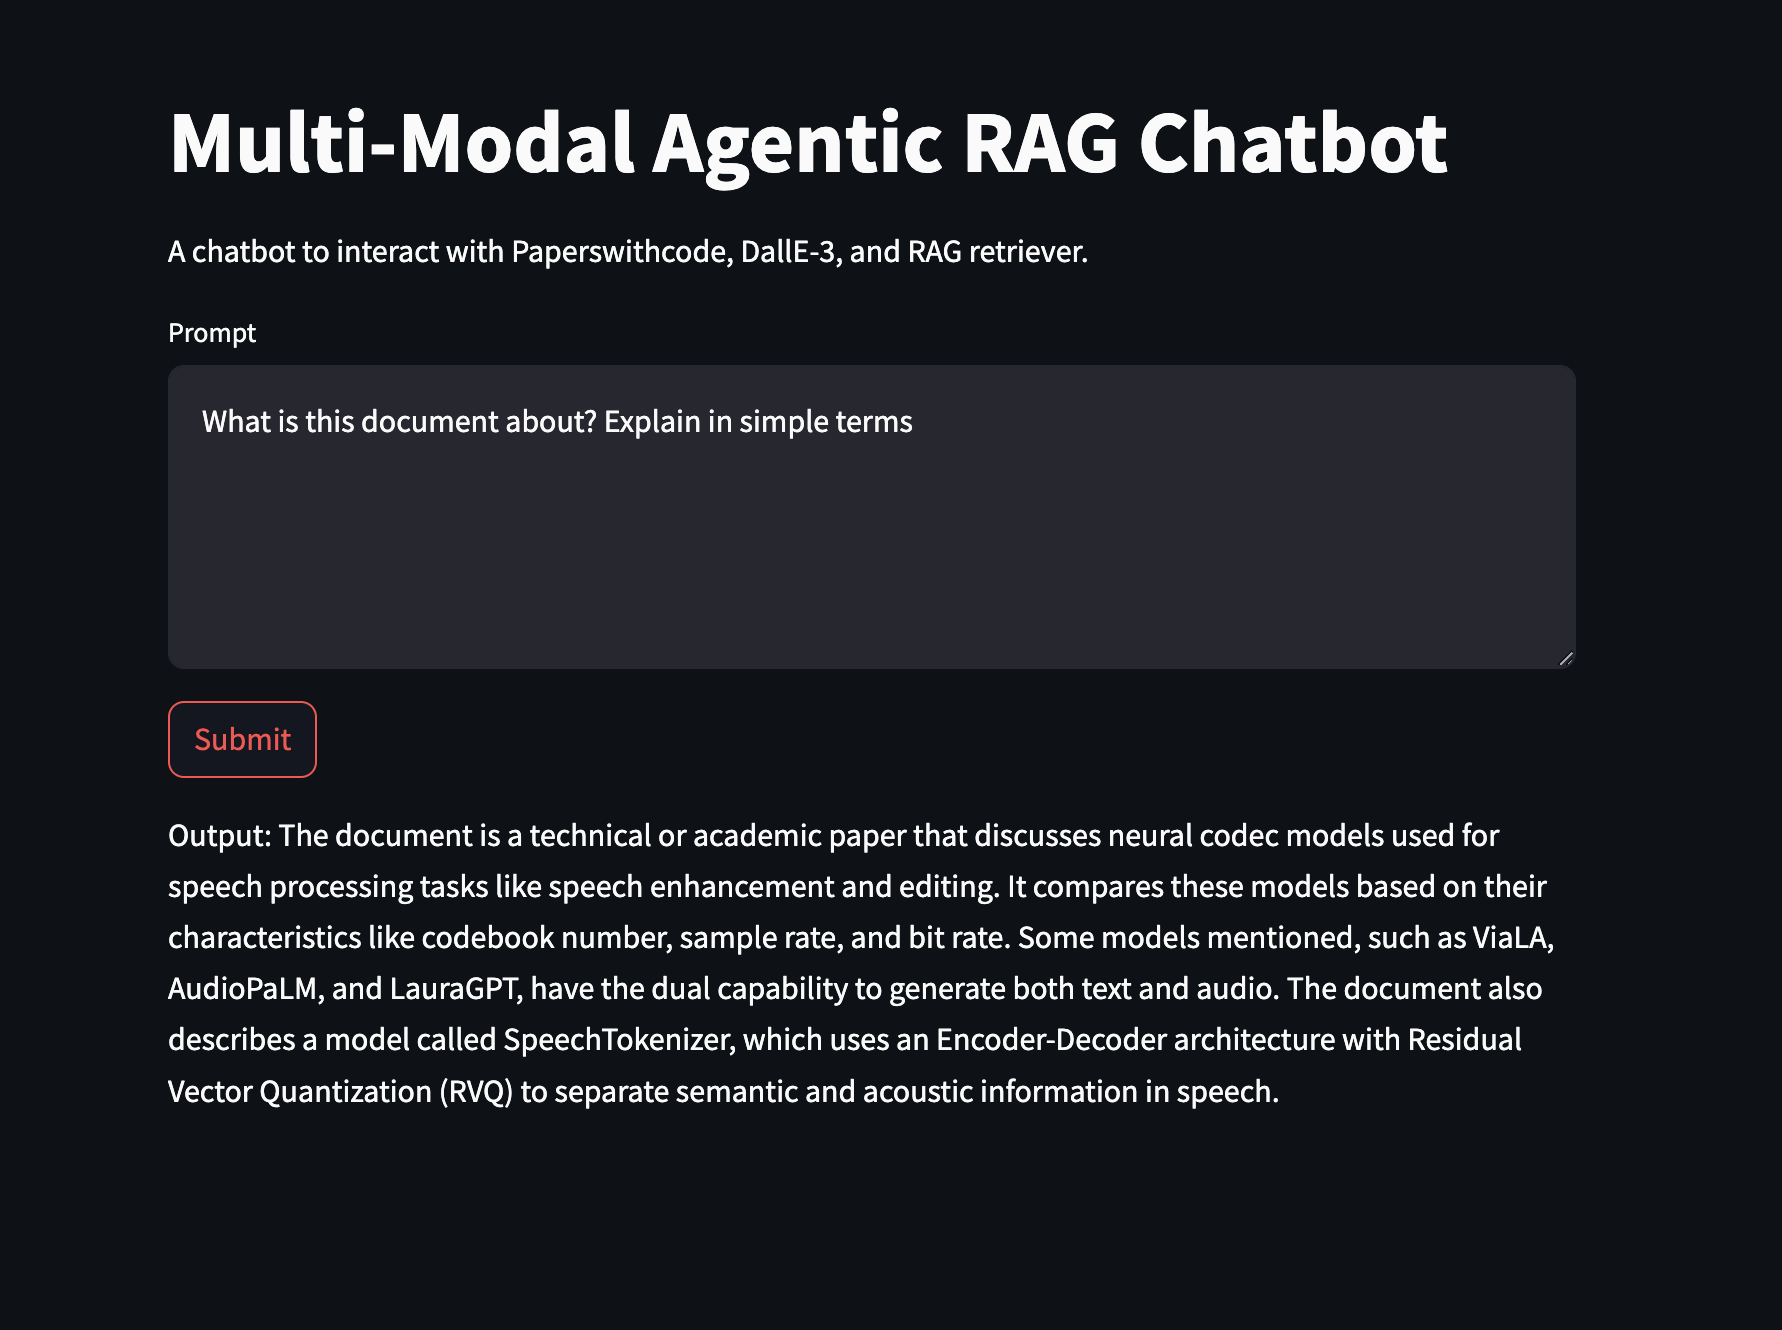 Multi-Modal Agentic RAG Chatbot
A chatbot to interact with Paperswithcode, DallE-3, and RAG retriever.
Prompt
What is this document about? Explain in simple terms
Submit
Output: The document is a technical or academic paper that discusses neural codec models used for
speech processing tasks like speech enhancement and editing. It compares these models based on their
characteristics like codebook number, sample rate, and bit rate. Some models mentioned, such as ViaLA,
AudioPaLM, and LauraGPT, have the dual capability to generate both text and audio. The document also
describes a model called SpeechTokenizer, which uses an Encoder-Decoder architecture with Residual
Vector Quantization (RVQ) to separate semantic and acoustic information in speech.